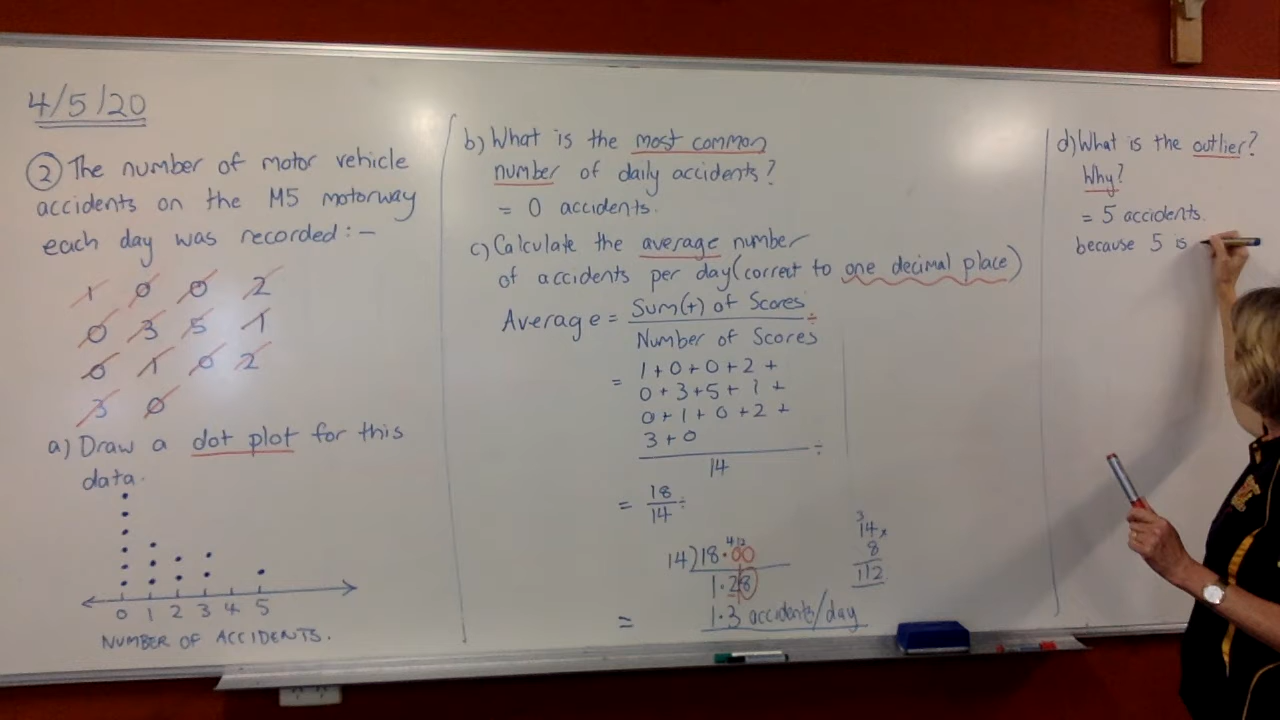 4/5/20
② The number of motor vehicle
accidents on the M5 motorway
each day was recorded:-
1 0 0 2
0 3 5 1
0 1 0 2
3 0
a) Draw a dot plot for this
data.
0 1 2 3 4 5
NUMBER OF ACCIDENTS.
b) What is the most common
number of daily accidents?
= 0 accidents.
c) Calculate the average number
of accidents per day (correct to one decimal place)
Average = Sum(+) of Scores ÷
Number of Scores
= 1+0+0+2+
0+3+5+1+
0+1+0+2+
3+0
÷
14
= 18
14 ÷
3
14 x
8
112
4 12
14)18.00
1.28
= 1.3 accidents/day
d) What is the outlier?
Why?
= 5 accidents.
because 5 is